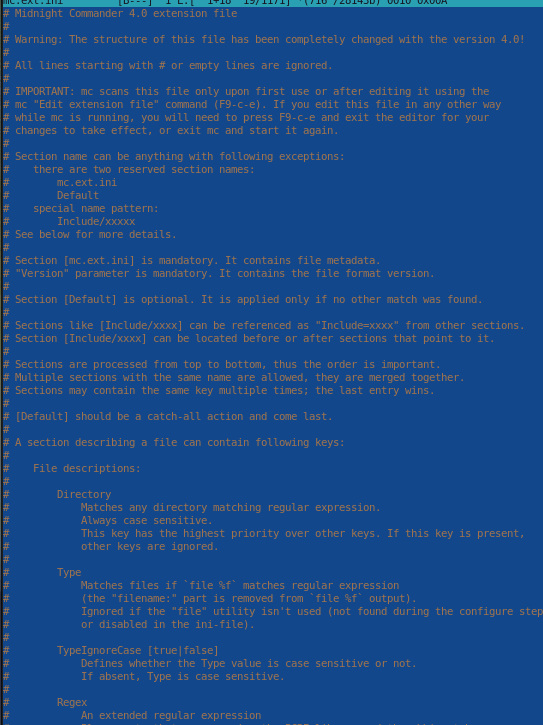 mc.ext.ini [B---] 1 L:[ 1+18 19/1171] *(716 /28145b) 0010 0x00A
# Midnight Commander 4.0 extension file
#
# Warning: The structure of this file has been completely changed with the version 4.0!
#
# All lines starting with # or empty lines are ignored.
#
# IMPORTANT: mc scans this file only upon first use or after editing it using the
# mc "Edit extension file" command (F9-c-e). If you edit this file in any other way
# while mc is running, you will need to press F9-c-e and exit the editor for your
# changes to take effect, or exit mc and start it again.
#
# Section name can be anything with following exceptions:
#    there are two reserved section names:
#        mc.ext.ini
#        Default
#    special name pattern:
#        Include/xxxxx
# See below for more details.
#
# Section [mc.ext.ini] is mandatory. It contains file metadata.
# "Version" parameter is mandatory. It contains the file format version.
#
# Section [Default] is optional. It is applied only if no other match was found.
#
# Sections like [Include/xxxx] can be referenced as "Include=xxxx" from other sections.
# Section [Include/xxxx] can be located before or after sections that point to it.
#
# Sections are processed from top to bottom, thus the order is important.
# Multiple sections with the same name are allowed, they are merged together.
# Sections may contain the same key multiple times; the last entry wins.
#
# [Default] should be a catch-all action and come last.
#
# A section describing a file can contain following keys:
#
#    File descriptions:
#
#        Directory
#            Matches any directory matching regular expression.
#            Always case sensitive.
#            This key has the highest priority over other keys. If this key is present,
#            other keys are ignored.
#
#        Type
#            Matches files if `file %f` matches regular expression
#            (the "filename:" part is removed from `file %f` output).
#            Ignored if the "file" utility isn't used (not found during the configure step
#            or disabled in the ini-file).
#
#        TypeIgnoreCase [true|false]
#            Defines whether the Type value is case sensitive or not.
#            If absent, Type is case sensitive.
#
#        Regex
#            An extended regular expression